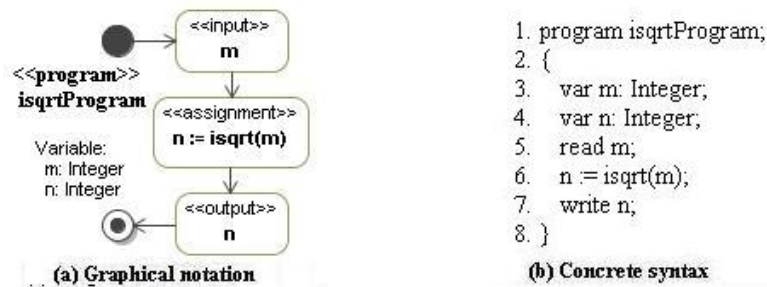 <<input>>
m
<<program>>
isqrtProgram
<<assignment>>
n := isqrt(m)
Variable:
m: Integer
n: Integer
<<output>>
n
(a) Graphical notation
1. program isqrtProgram;
2. {
3. var m: Integer;
4. var n: Integer;
5. read m;
6. n := isqrt(m);
7. write n;
8. }
(b) Concrete syntax